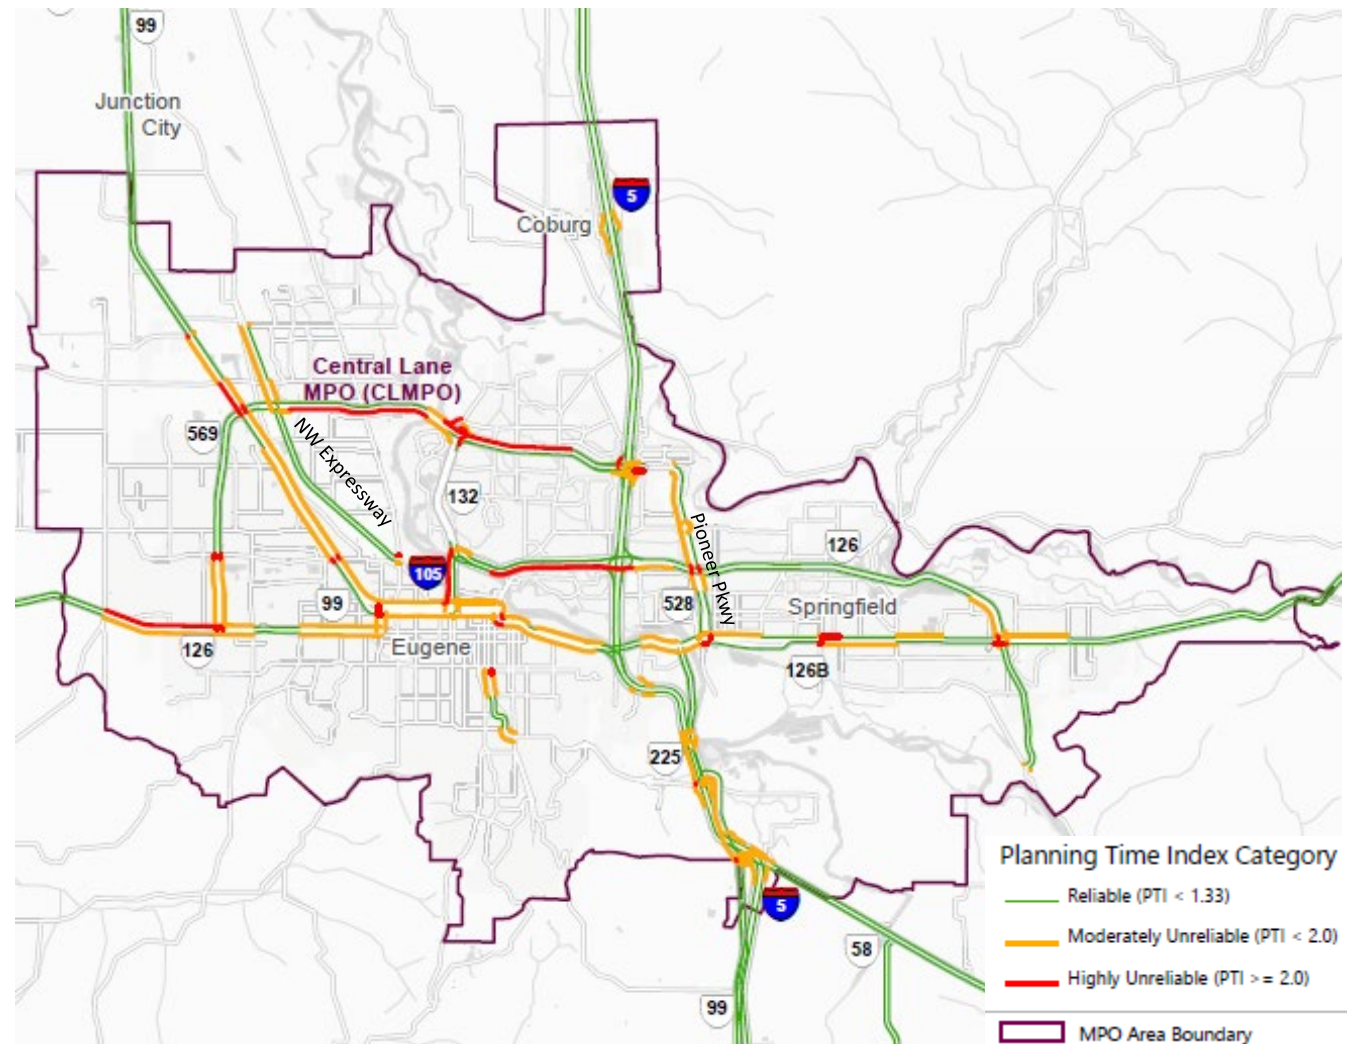 99
Junction
City
5
Coburg
Central Lane
MPO (CLMPO)
569
NW Expressway
132
Pioneer Pkwy
126
105
99
528
Springfield
126
Eugene
126B
225
5
58
99
Planning Time Index Category
Reliable (PTI < 1.33)
Moderately Unreliable (PTI < 2.0)
Highly Unreliable (PTI >= 2.0)
MPO Area Boundary